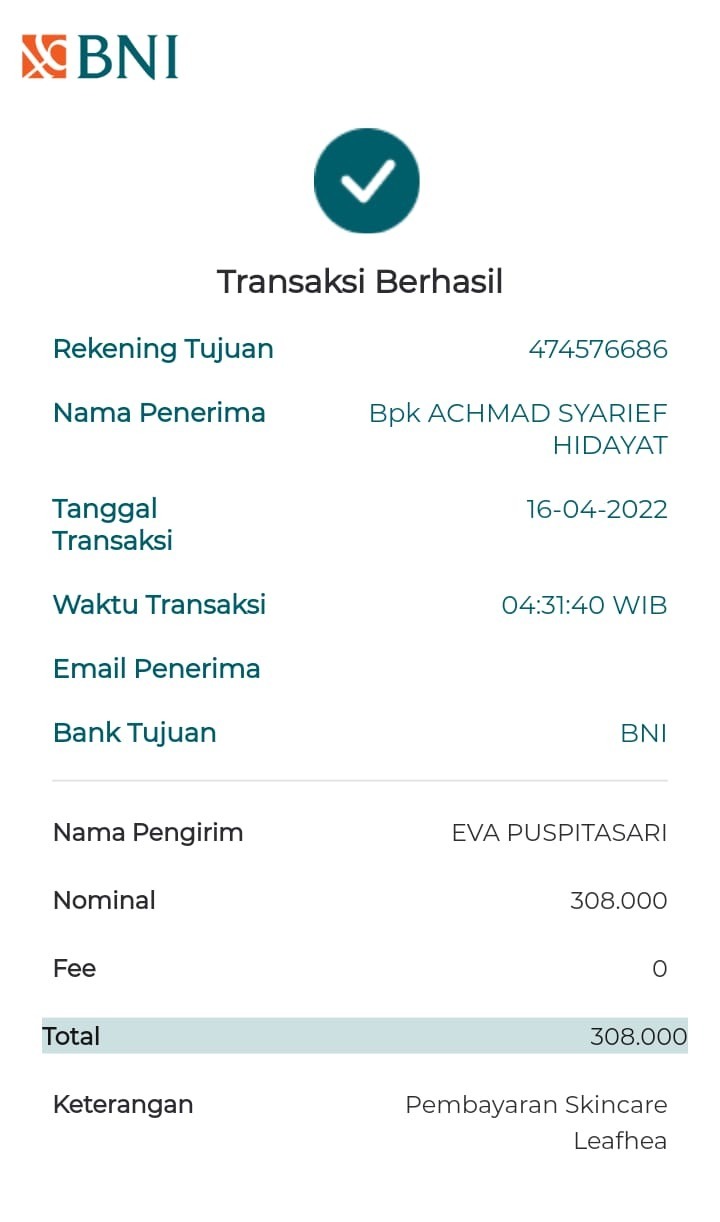 BNI
Transaksi Berhasil
Rekening Tujuan 474576686
Nama Penerima Bpk ACHMAD SYARIEF
HIDAYAT
Tanggal 16-04-2022
Transaksi
Waktu Transaksi 04:31:40 WIB
Email Penerima
Bank Tujuan BNI
Nama Pengirim EVA PUSPITASARI
Nominal 308.000
Fee 0
Total 308.000
Keterangan Pembayaran Skincare
Leafhea